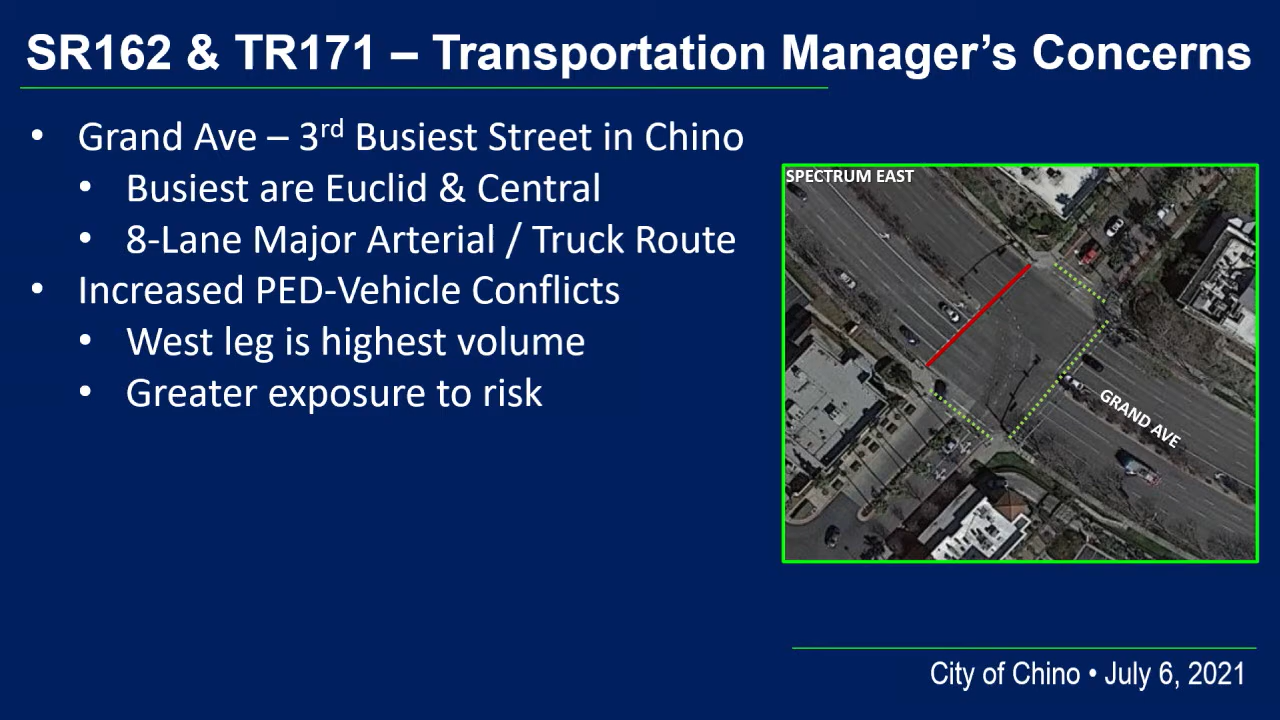 SR162 & TR171 – Transportation Manager’s Concerns
• Grand Ave – 3rd Busiest Street in Chino
• Busiest are Euclid & Central
• 8-Lane Major Arterial / Truck Route
• Increased PED-Vehicle Conflicts
• West leg is highest volume
• Greater exposure to risk
SPECTRUM EAST
GRAND AVE
City of Chino • July 6, 2021